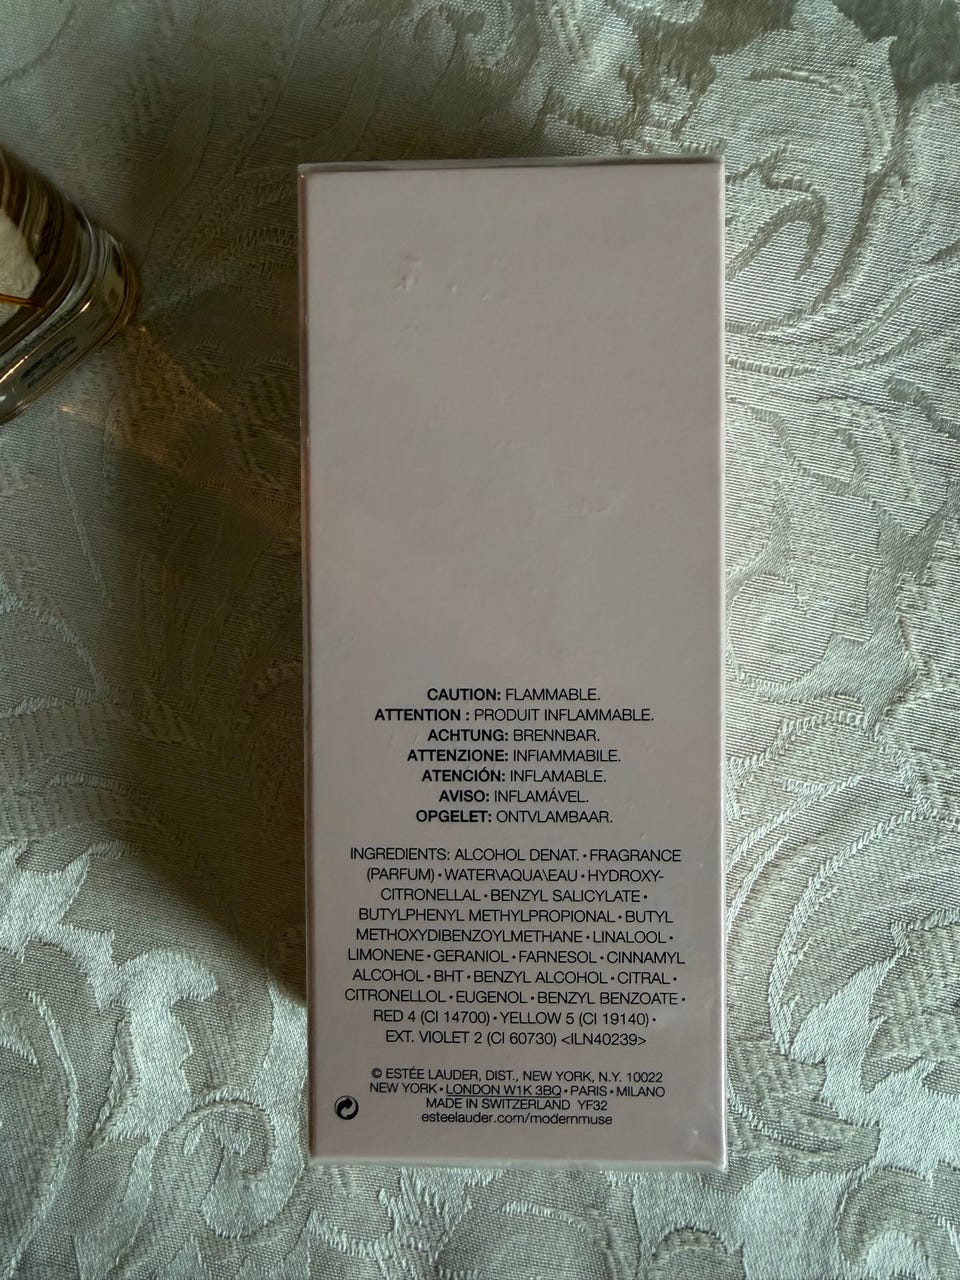 CAUTION: FLAMMABLE.
ATTENTION : PRODUIT INFLAMMABLE.
ACHTUNG: BRENNBAR.
ATTENZIONE: INFIAMMABILE.
ATENCIÓN: INFLAMABLE.
AVISO: INFLAMÁVEL.
OPGELET: ONTVLAMBAAR.
INGREDIENTS: ALCOHOL DENAT. • FRAGRANCE
(PARFUM) • WATER\AQUA\EAU • HYDROXY-
CITRONELLAL • BENZYL SALICYLATE •
BUTYLPHENYL METHYLPROPIONAL • BUTYL
METHOXYDIBENZOYLMETHANE • LINALOOL •
LIMONENE • GERANIOL • FARNESOL • CINNAMYL
ALCOHOL • BHT • BENZYL ALCOHOL • CITRAL •
CITRONELLOL • EUGENOL • BENZYL BENZOATE •
RED 4 (CI 14700) • YELLOW 5 (CI 19140) •
EXT. VIOLET 2 (CI 60730) <ILN40239>
© ESTÉE LAUDER, DIST., NEW YORK, N.Y. 10022
NEW YORK • LONDON W1K 3BQ • PARIS • MILANO
MADE IN SWITZERLAND YF32
esteelauder.com/modernmuse